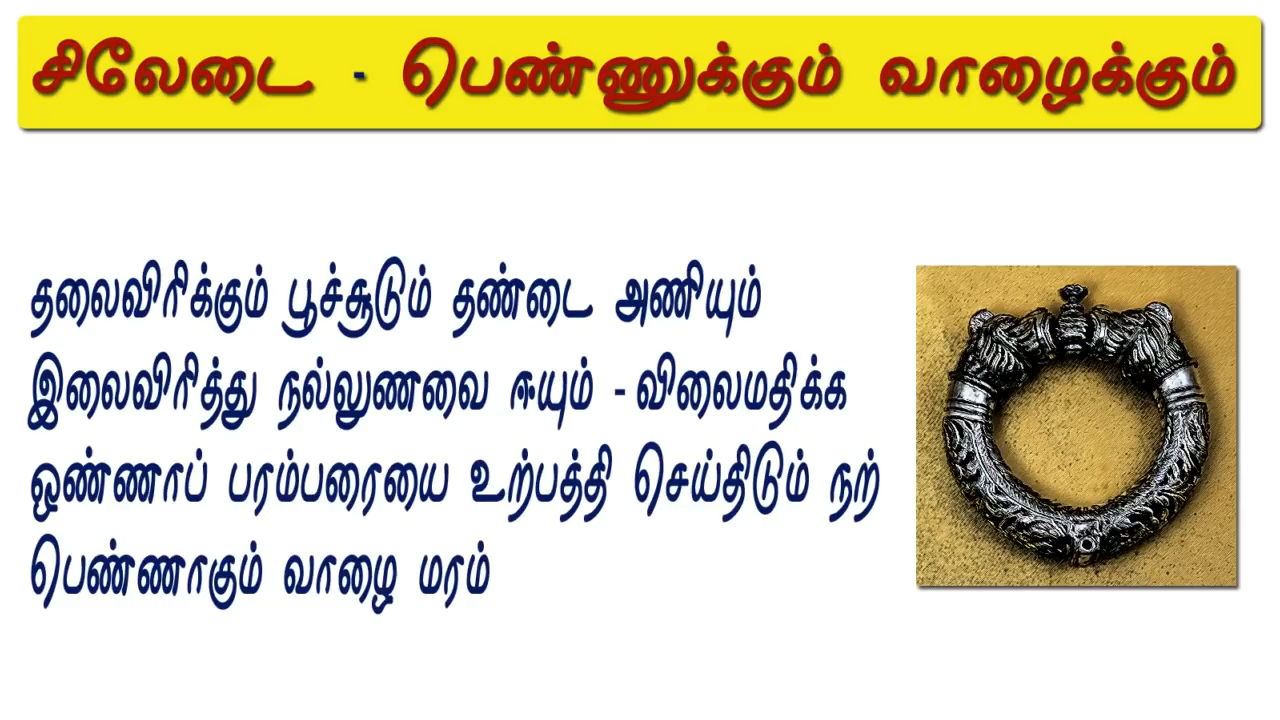 சிலேடை - பெண்ணுக்கும் வாழைக்கும்
தலைவிரிக்கும் பூச்சூடும் தண்டை அணியும்
இலைவிரித்து நல்லுணவை ஈயும் - விலைமதிக்க
ஒண்ணாப் பரம்பரையை உற்பத்தி செய்திடும் நற்
பெண்ணாகும் வாழை மரம்